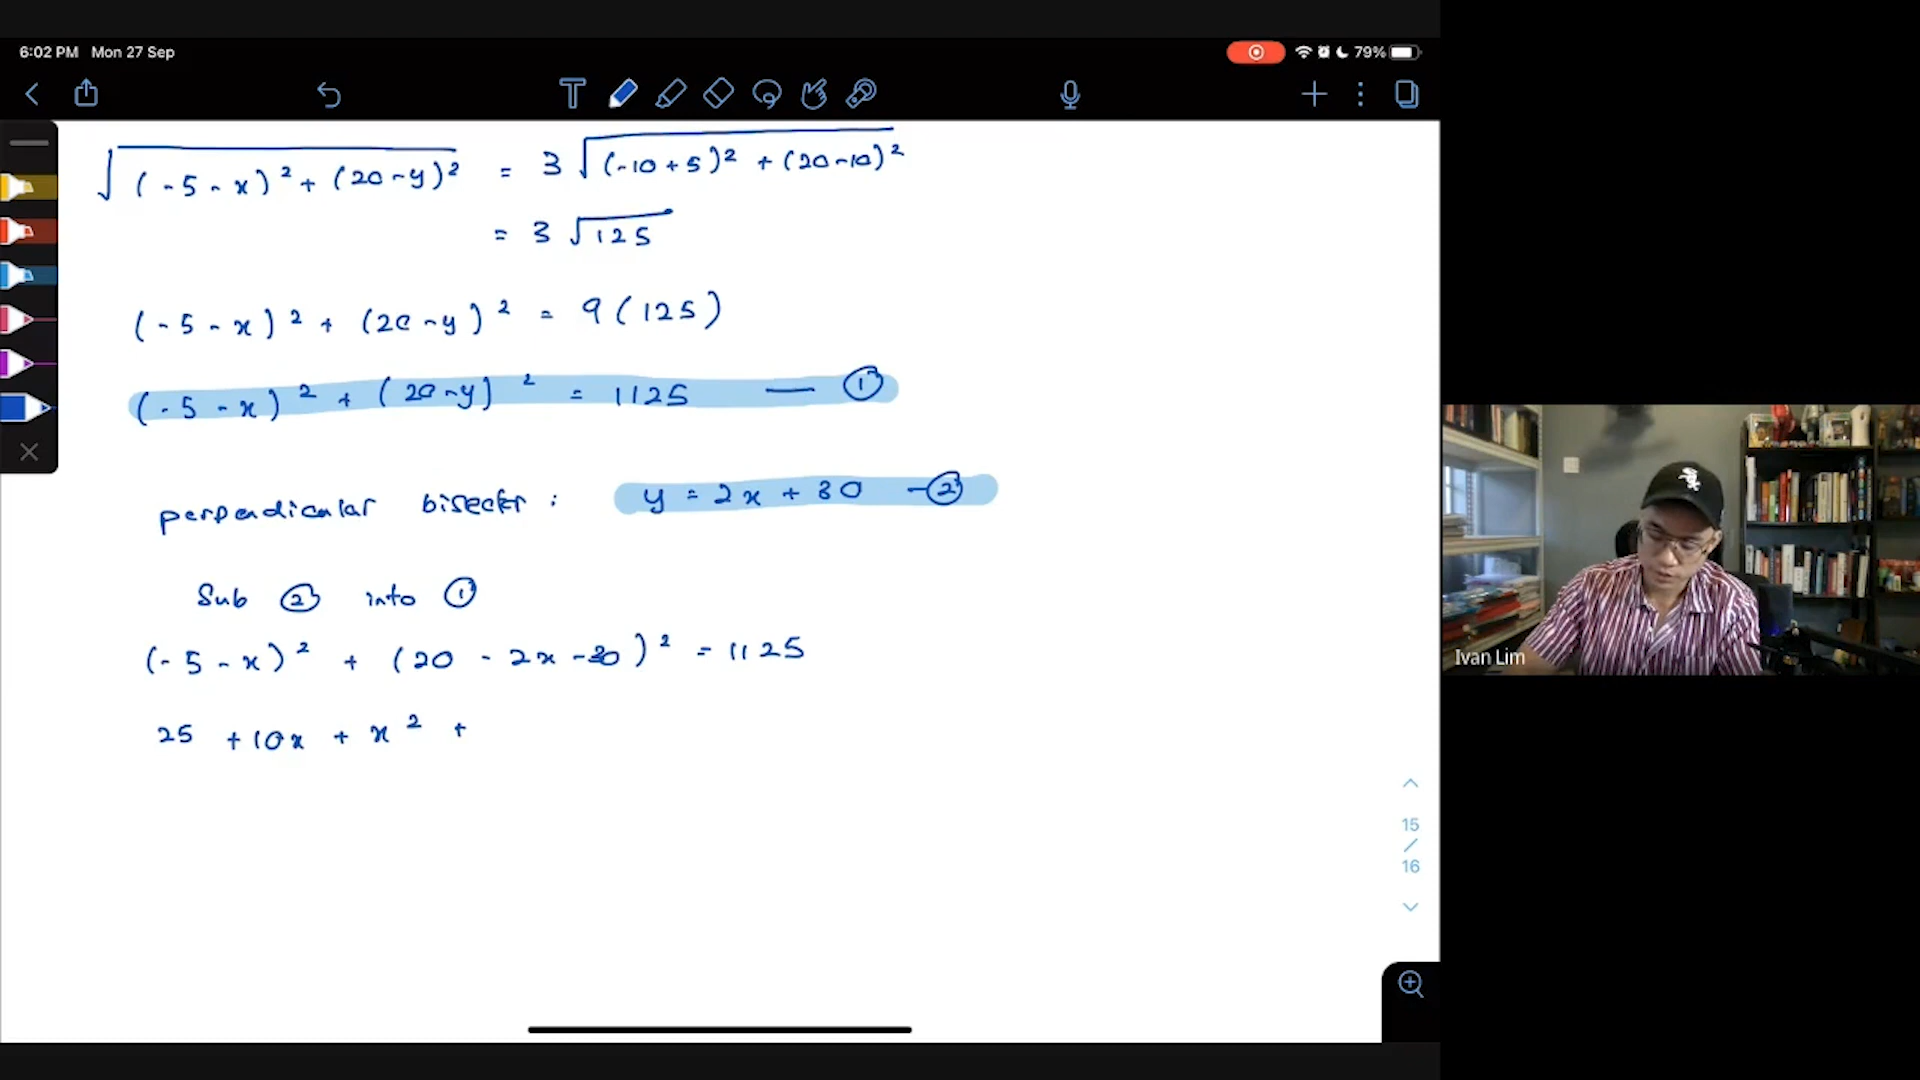 6:02 PM Mon 27 Sep 79%
T
√((-5-x)² + (20-y)²) = 3√((-10+5)² + (20-10)²)
= 3√125
(-5-x)² + (20-y)² = 9(125)
(-5-x)² + (20-y)² = 1125 — ①
perpendicular bisector : y = 2x + 30 - ②
Sub ② into ①
(-5-x)² + (20 - 2x - 30)² = 1125
25 + 10x + x² +
Ivan Lim
15
/
16